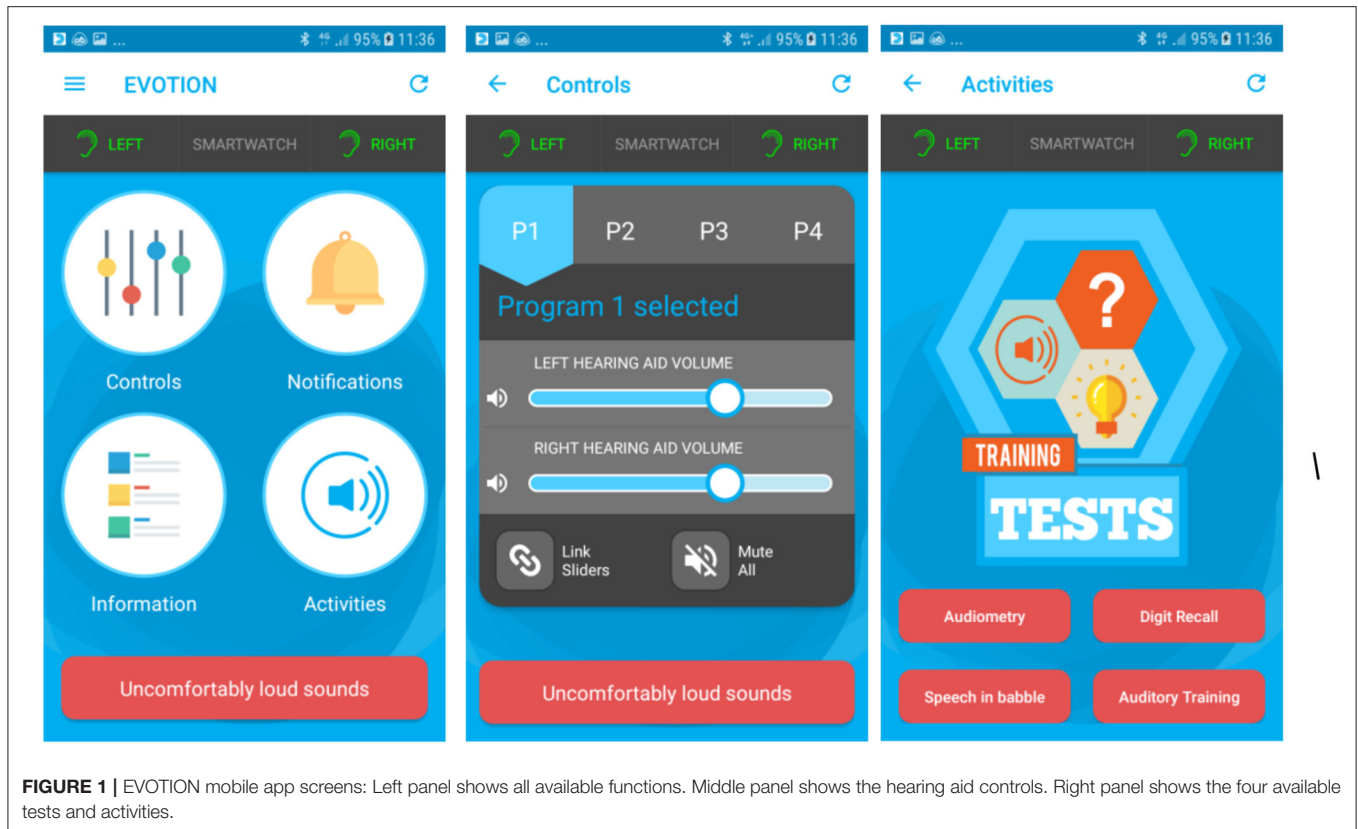 ... 4G 95% 11:36
EVOTION
LEFT SMARTWATCH RIGHT
Controls Notifications
Information Activities
Uncomfortably loud sounds
... 4G+ 95% 11:36
Controls
LEFT SMARTWATCH RIGHT
P1 P2 P3 P4
Program 1 selected
LEFT HEARING AID VOLUME
RIGHT HEARING AID VOLUME
Link
Sliders
Mute
All
Uncomfortably loud sounds
... 4G 95% 11:36
Activities
LEFT SMARTWATCH RIGHT
?
TRAINING
TESTS
Audiometry Digit Recall
Speech in babble Auditory Training
\
FIGURE 1 | EVOTION mobile app screens: Left panel shows all available functions. Middle panel shows the hearing aid controls. Right panel shows the four available
tests and activities.